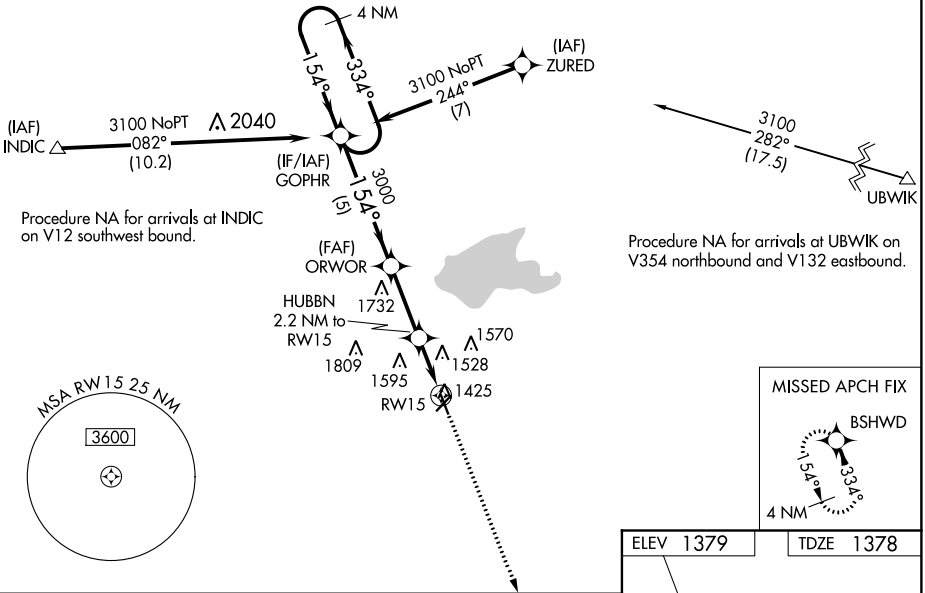 4 NM
154°
334°
(IAF)
ZURED
3100 NoPT
244°
(7)
(IAF)
INDIC
3100 NoPT
082°
(10.2)
2040
(IF/IAF)
GOPHR
3000
154°
(5)
3100
282°
(17.5)
UBWIK
Procedure NA for arrivals at INDIC
on V12 southwest bound.
Procedure NA for arrivals at UBWIK on
V354 northbound and V132 eastbound.
(FAF)
ORWOR
1732
HUBBN
2.2 NM to
RW15
1570
1528
1809
1595
1425
RW15
MSA RW15 25 NM
3600
MISSED APCH FIX
BSHWD
154°
334°
4 NM
ELEV 1379
TDZE 1378